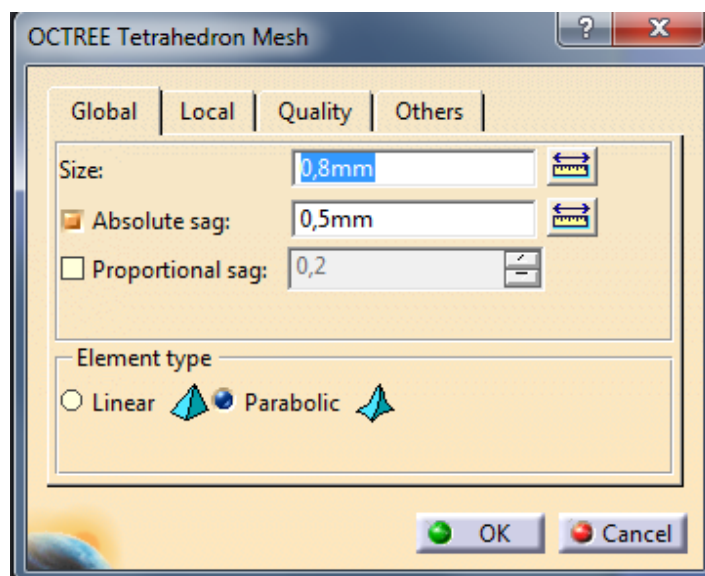 OCTREE Tetrahedron Mesh
?
x
Global Local Quality Others
Size: 0,8mm
Absolute sag: 0,5mm
Proportional sag: 0,2
Element type
Linear Parabolic
OK Cancel